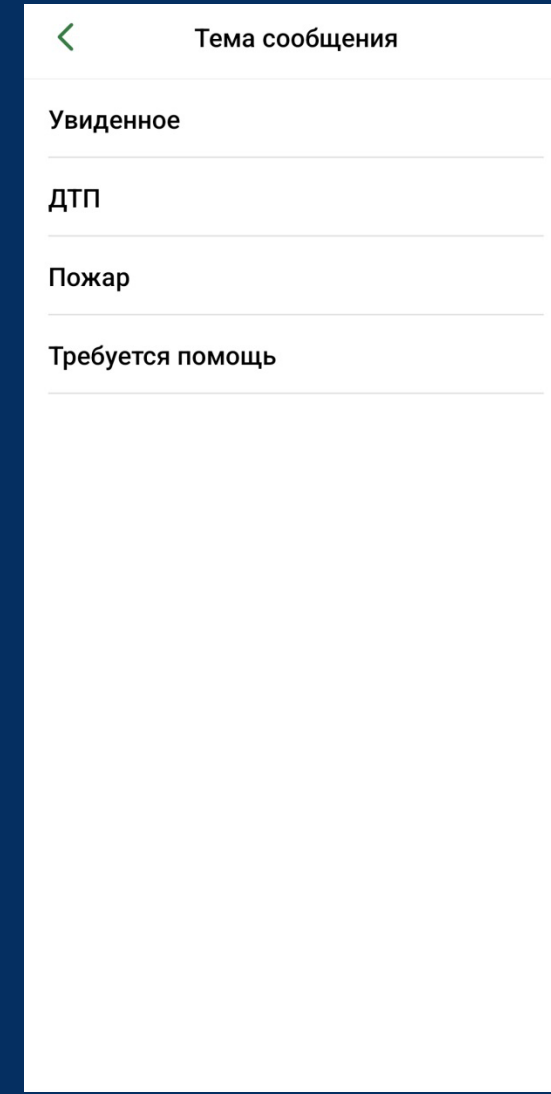 Тема сообщения
Увиденное
ДТП
Пожар
Требуется помощь